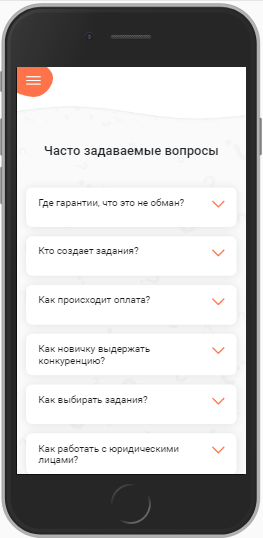 Часто задаваемые вопросы
Где гарантии, что это не обман?
Кто создает задания?
Как происходит оплата?
Как новичку выдержать
конкуренцию?
Как выбирать задания?
Как работать с юридическими
лицами?